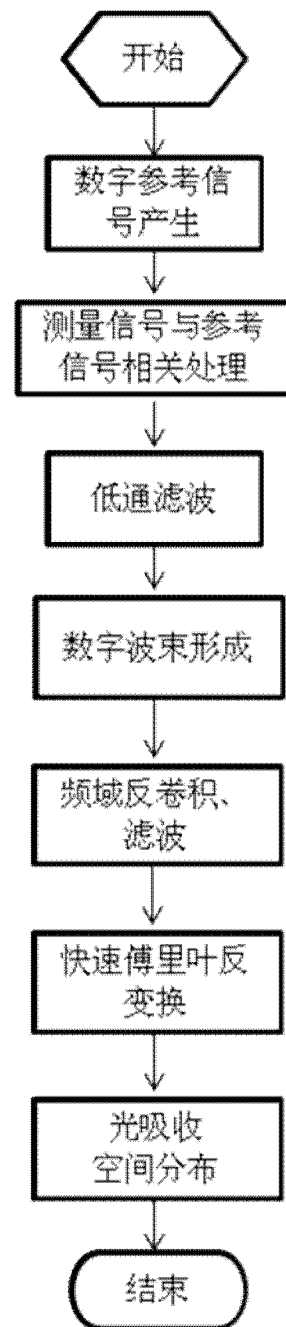 开始
数字参考信
号产生
测量信号与参考
信号相关处理
低通滤波
数字波束形成
频域反卷积、
滤波
快速傅里叶反
变换
光吸收
空间分布
结束